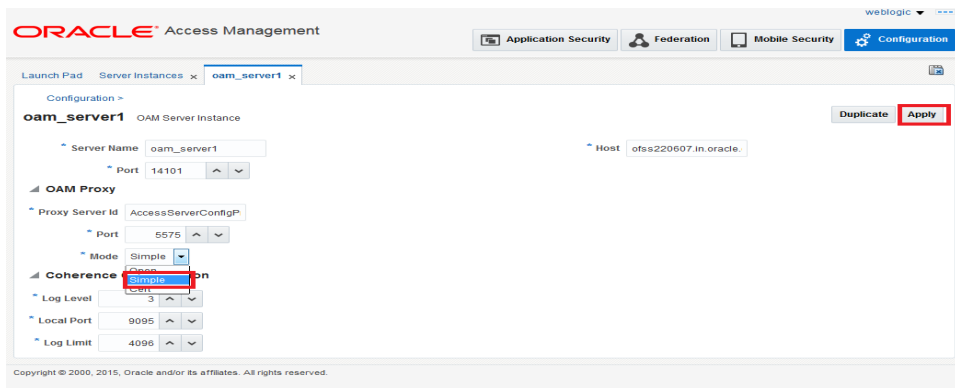 weblogic
ORACLE Access Management
Application Security Federation Mobile Security Configuration
Launch Pad Server Instances x oam_server1 x
Configuration >
oam_server1 OAM Server Instance Duplicate Apply
* Server Name oam_server1 * Host ofss220607.in.oracle.
* Port 14101
OAM Proxy
* Proxy Server Id AccessServerConfigP
* Port 5575
* Mode Simple
Open
Coherence on
Simple
Cert
* Log Level 3
* Local Port 9095
* Log Limit 4096
Copyright © 2000, 2015, Oracle and/or its affiliates. All rights reserved.